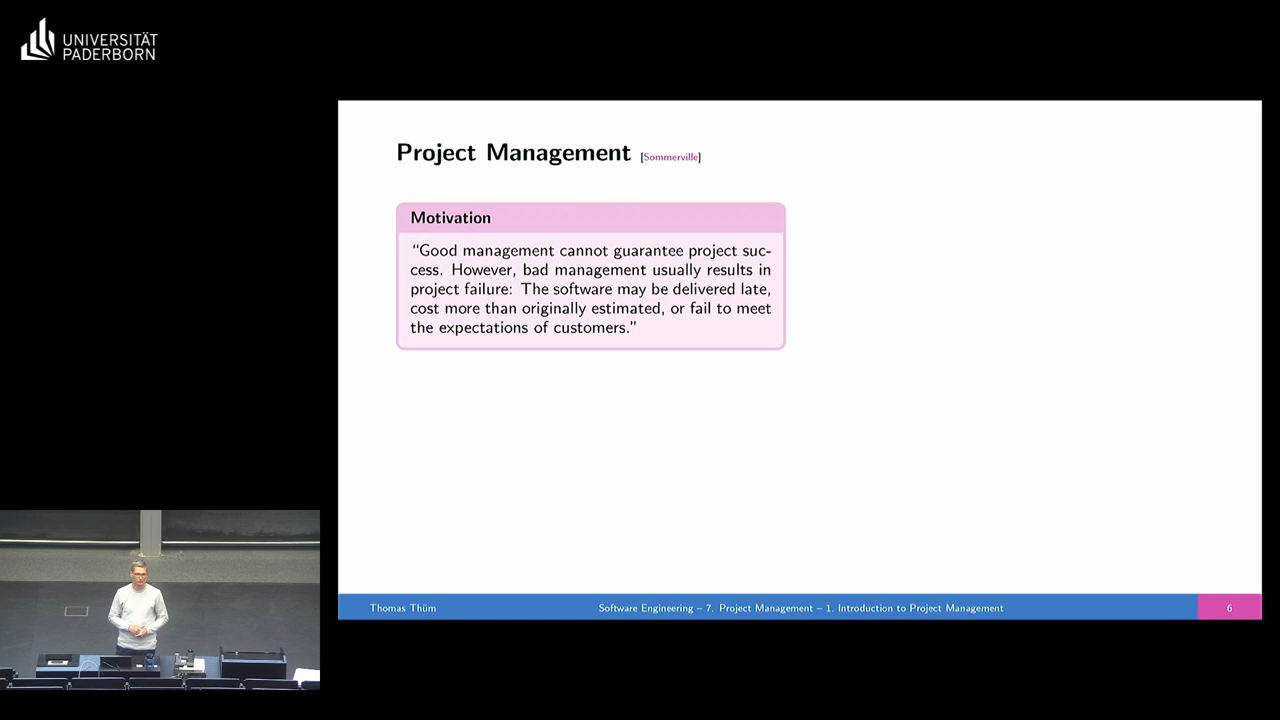 UNIVERSITÄT
PADERBORN
Project Management [Sommerville]
Motivation
“Good management cannot guarantee project suc-
cess. However, bad management usually results in
project failure: The software may be delivered late,
cost more than originally estimated, or fail to meet
the expectations of customers.”
Thomas Thüm
Software Engineering – 7. Project Management – 1. Introduction to Project Management
6